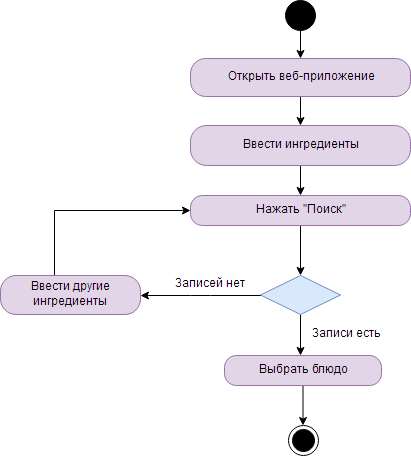 Открыть веб-приложение
Ввести ингредиенты
Нажать "Поиск"
Записей нет
Ввести другие
ингредиенты
Записи есть
Выбрать блюдо